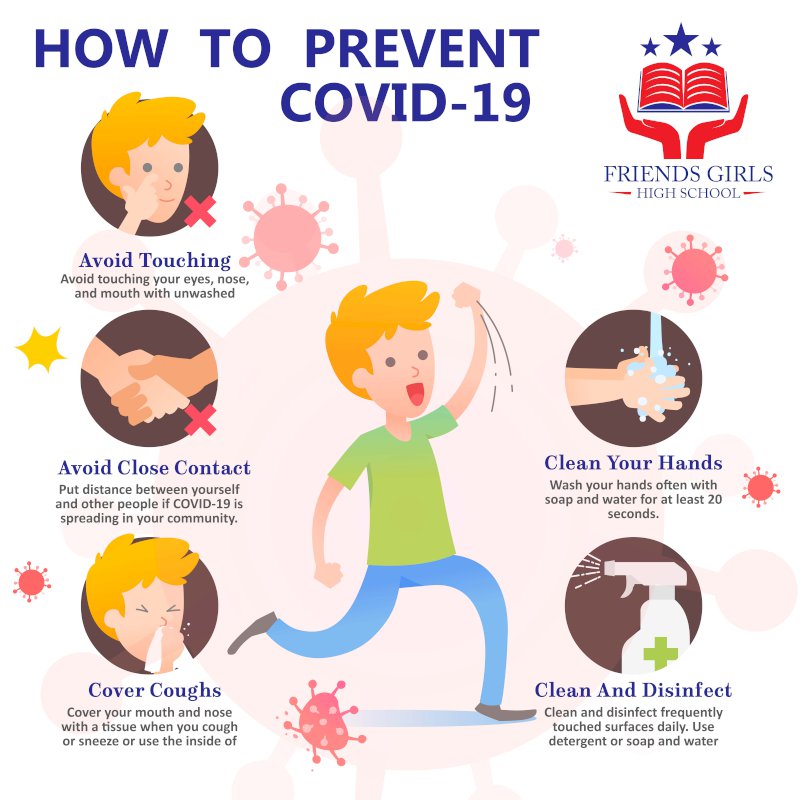 HOW TO PREVENT
COVID-19
FRIENDS GIRLS
HIGH SCHOOL
Avoid Touching
Avoid touching your eyes, nose,
and mouth with unwashed
Avoid Close Contact
Put distance between yourself
and other people if COVID-19 is
spreading in your community.
Cover Coughs
Cover your mouth and nose
with a tissue when you cough
or sneeze or use the inside of
Clean Your Hands
Wash your hands often with
soap and water for at least 20
seconds.
Clean And Disinfect
Clean and disinfect frequently
touched surfaces daily. Use
detergent or soap and water